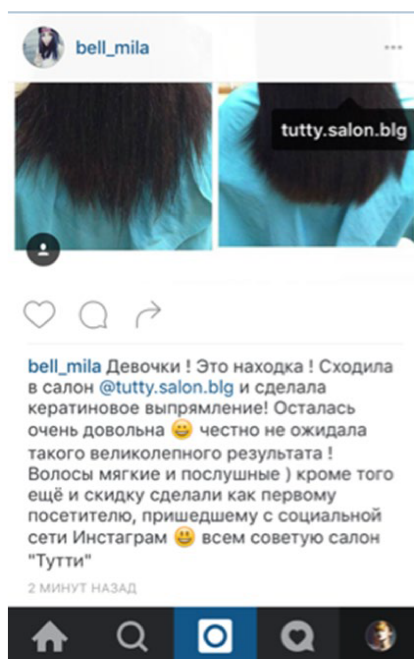 bell_mila
tutty.salon.blg
bell_mila Девочки ! Это находка ! Сходила
в салон @tutty.salon.blg и сделала
кератиновое выпрямление! Осталась
очень довольна 😀 честно не ожидала
такого великолепного результата !
Волосы мягкие и послушные ) кроме того
ещё и скидку сделали как первому
посетителю, пришедшему с социальной
сети Инстаграм 😃 всем советую салон
"Тутти"
2 МИНУТ НАЗАД